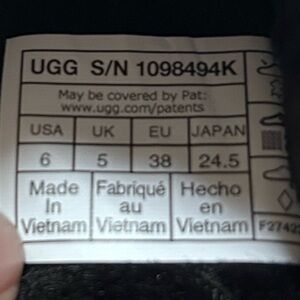 UGG S/N 1098494K
May be covered by Pat:
www.ugg.com/patents
USA UK EU JAPAN
6 5 38 24.5
Made In Vietnam
Fabriqué au Vietnam
Hecho en Vietnam